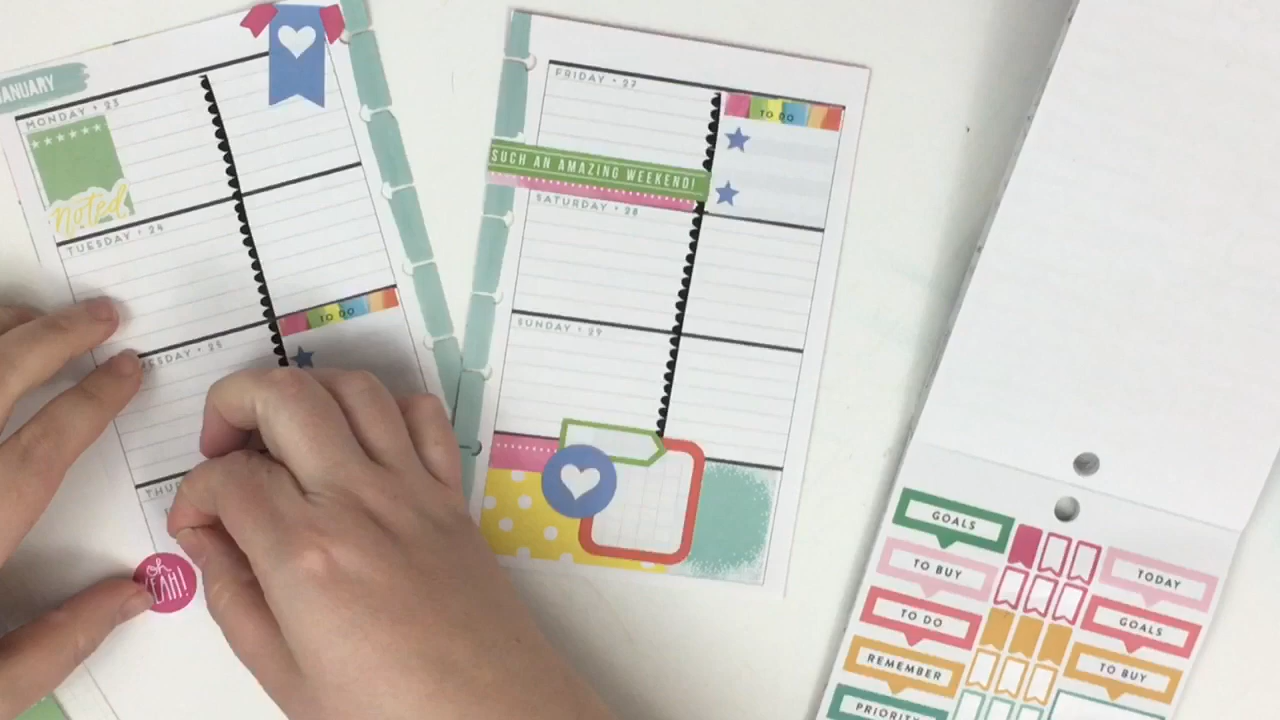 JANUARY
MONDAY • 23
noted
TUESDAY • 24
TO DO
oh
YEAH!
FRIDAY • 27
TO DO
SUCH AN AMAZING WEEKEND!
SATURDAY • 28
SUNDAY • 29
GOALS
TO BUY
TODAY
TO DO
GOALS
REMEMBER
TO BUY
PRIORITY